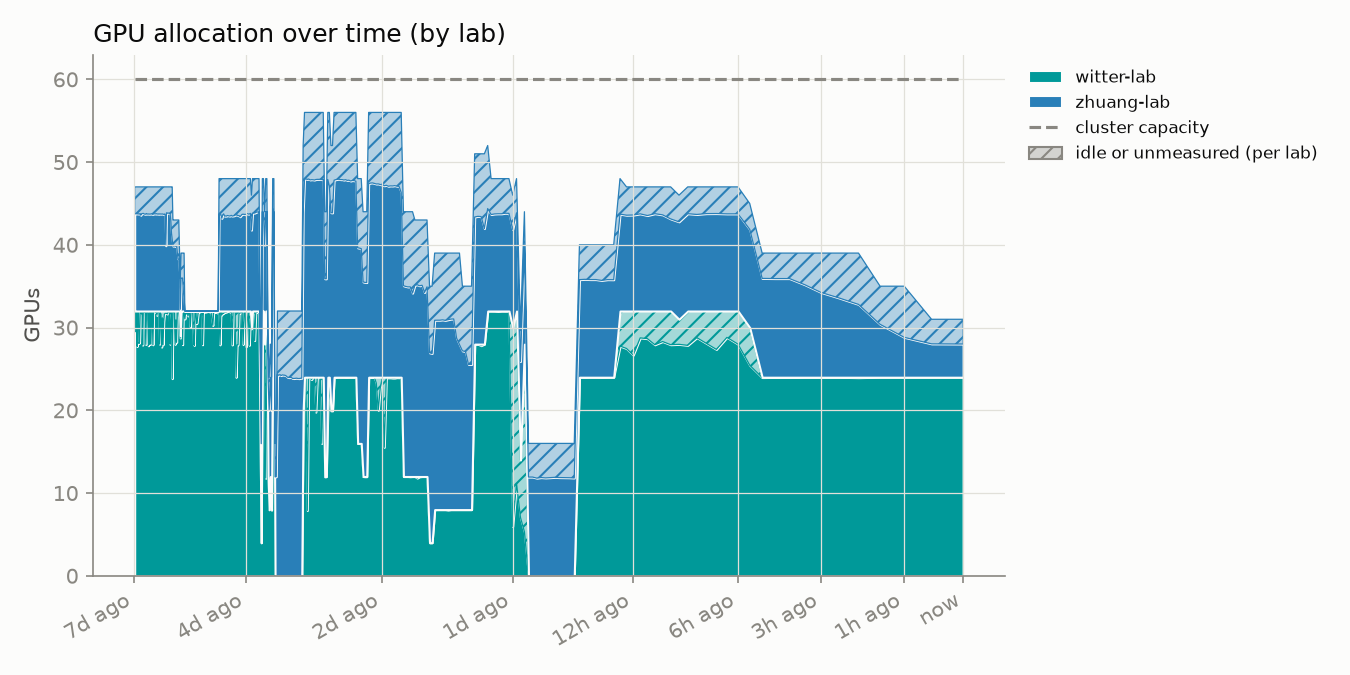 GPU allocation over time (by lab)
60
50
40
30
20
10
0
GPUs
7d ago
4d ago
2d ago
1d ago
12h ago
6h ago
3h ago
1h ago
now
witter-lab
zhuang-lab
cluster capacity
idle or unmeasured (per lab)